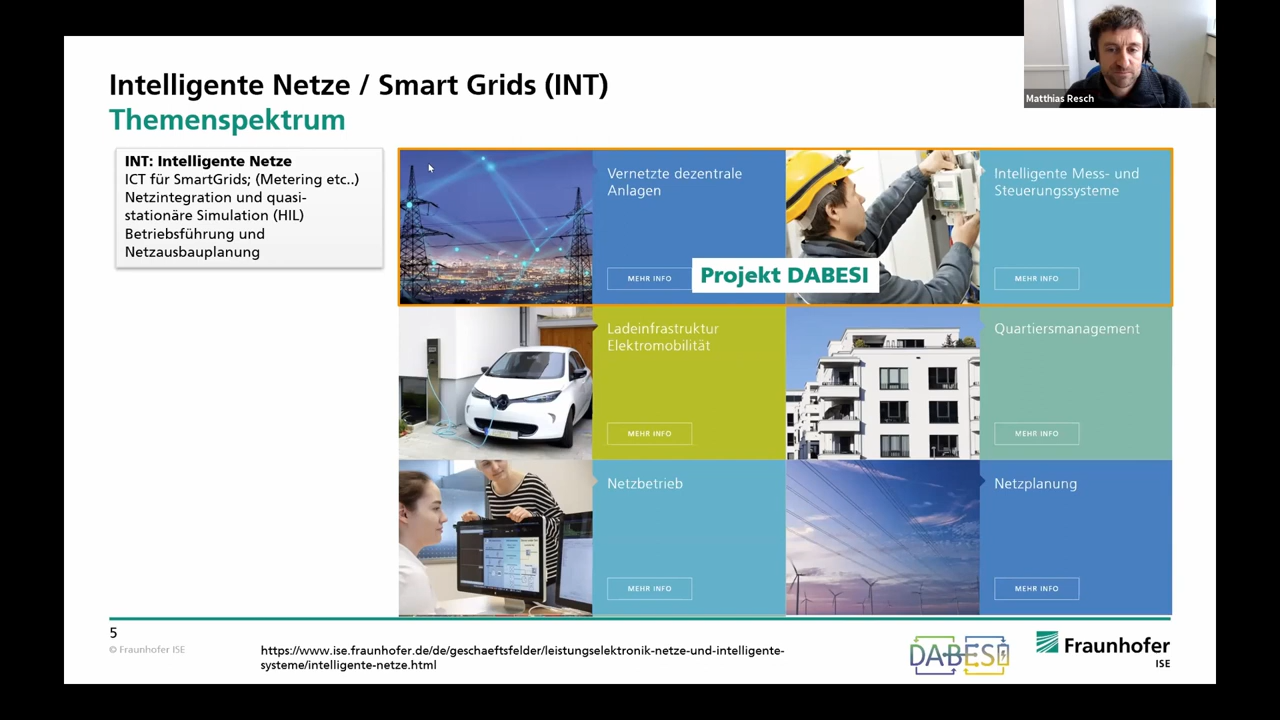 Intelligente Netze / Smart Grids (INT)
Themenspektrum
Matthias Resch
INT: Intelligente Netze
ICT für SmartGrids; (Metering etc..)
Netzintegration und quasi-
stationäre Simulation (HIL)
Betriebsführung und
Netzausbauplanung
Vernetzte dezentrale
Anlagen
MEHR INFO
Intelligente Mess- und
Steuerungssysteme
MEHR INFO
Projekt DABESI
Ladeinfrastruktur
Elektromobilität
MEHR INFO
Quartiersmanagement
MEHR INFO
Netzbetrieb
MEHR INFO
Netzplanung
MEHR INFO
5
© Fraunhofer ISE
https://www.ise.fraunhofer.de/de/geschaeftsfelder/leistungselektronik-netze-und-intelligente-
systeme/intelligente-netze.html
DABESI
Fraunhofer
ISE